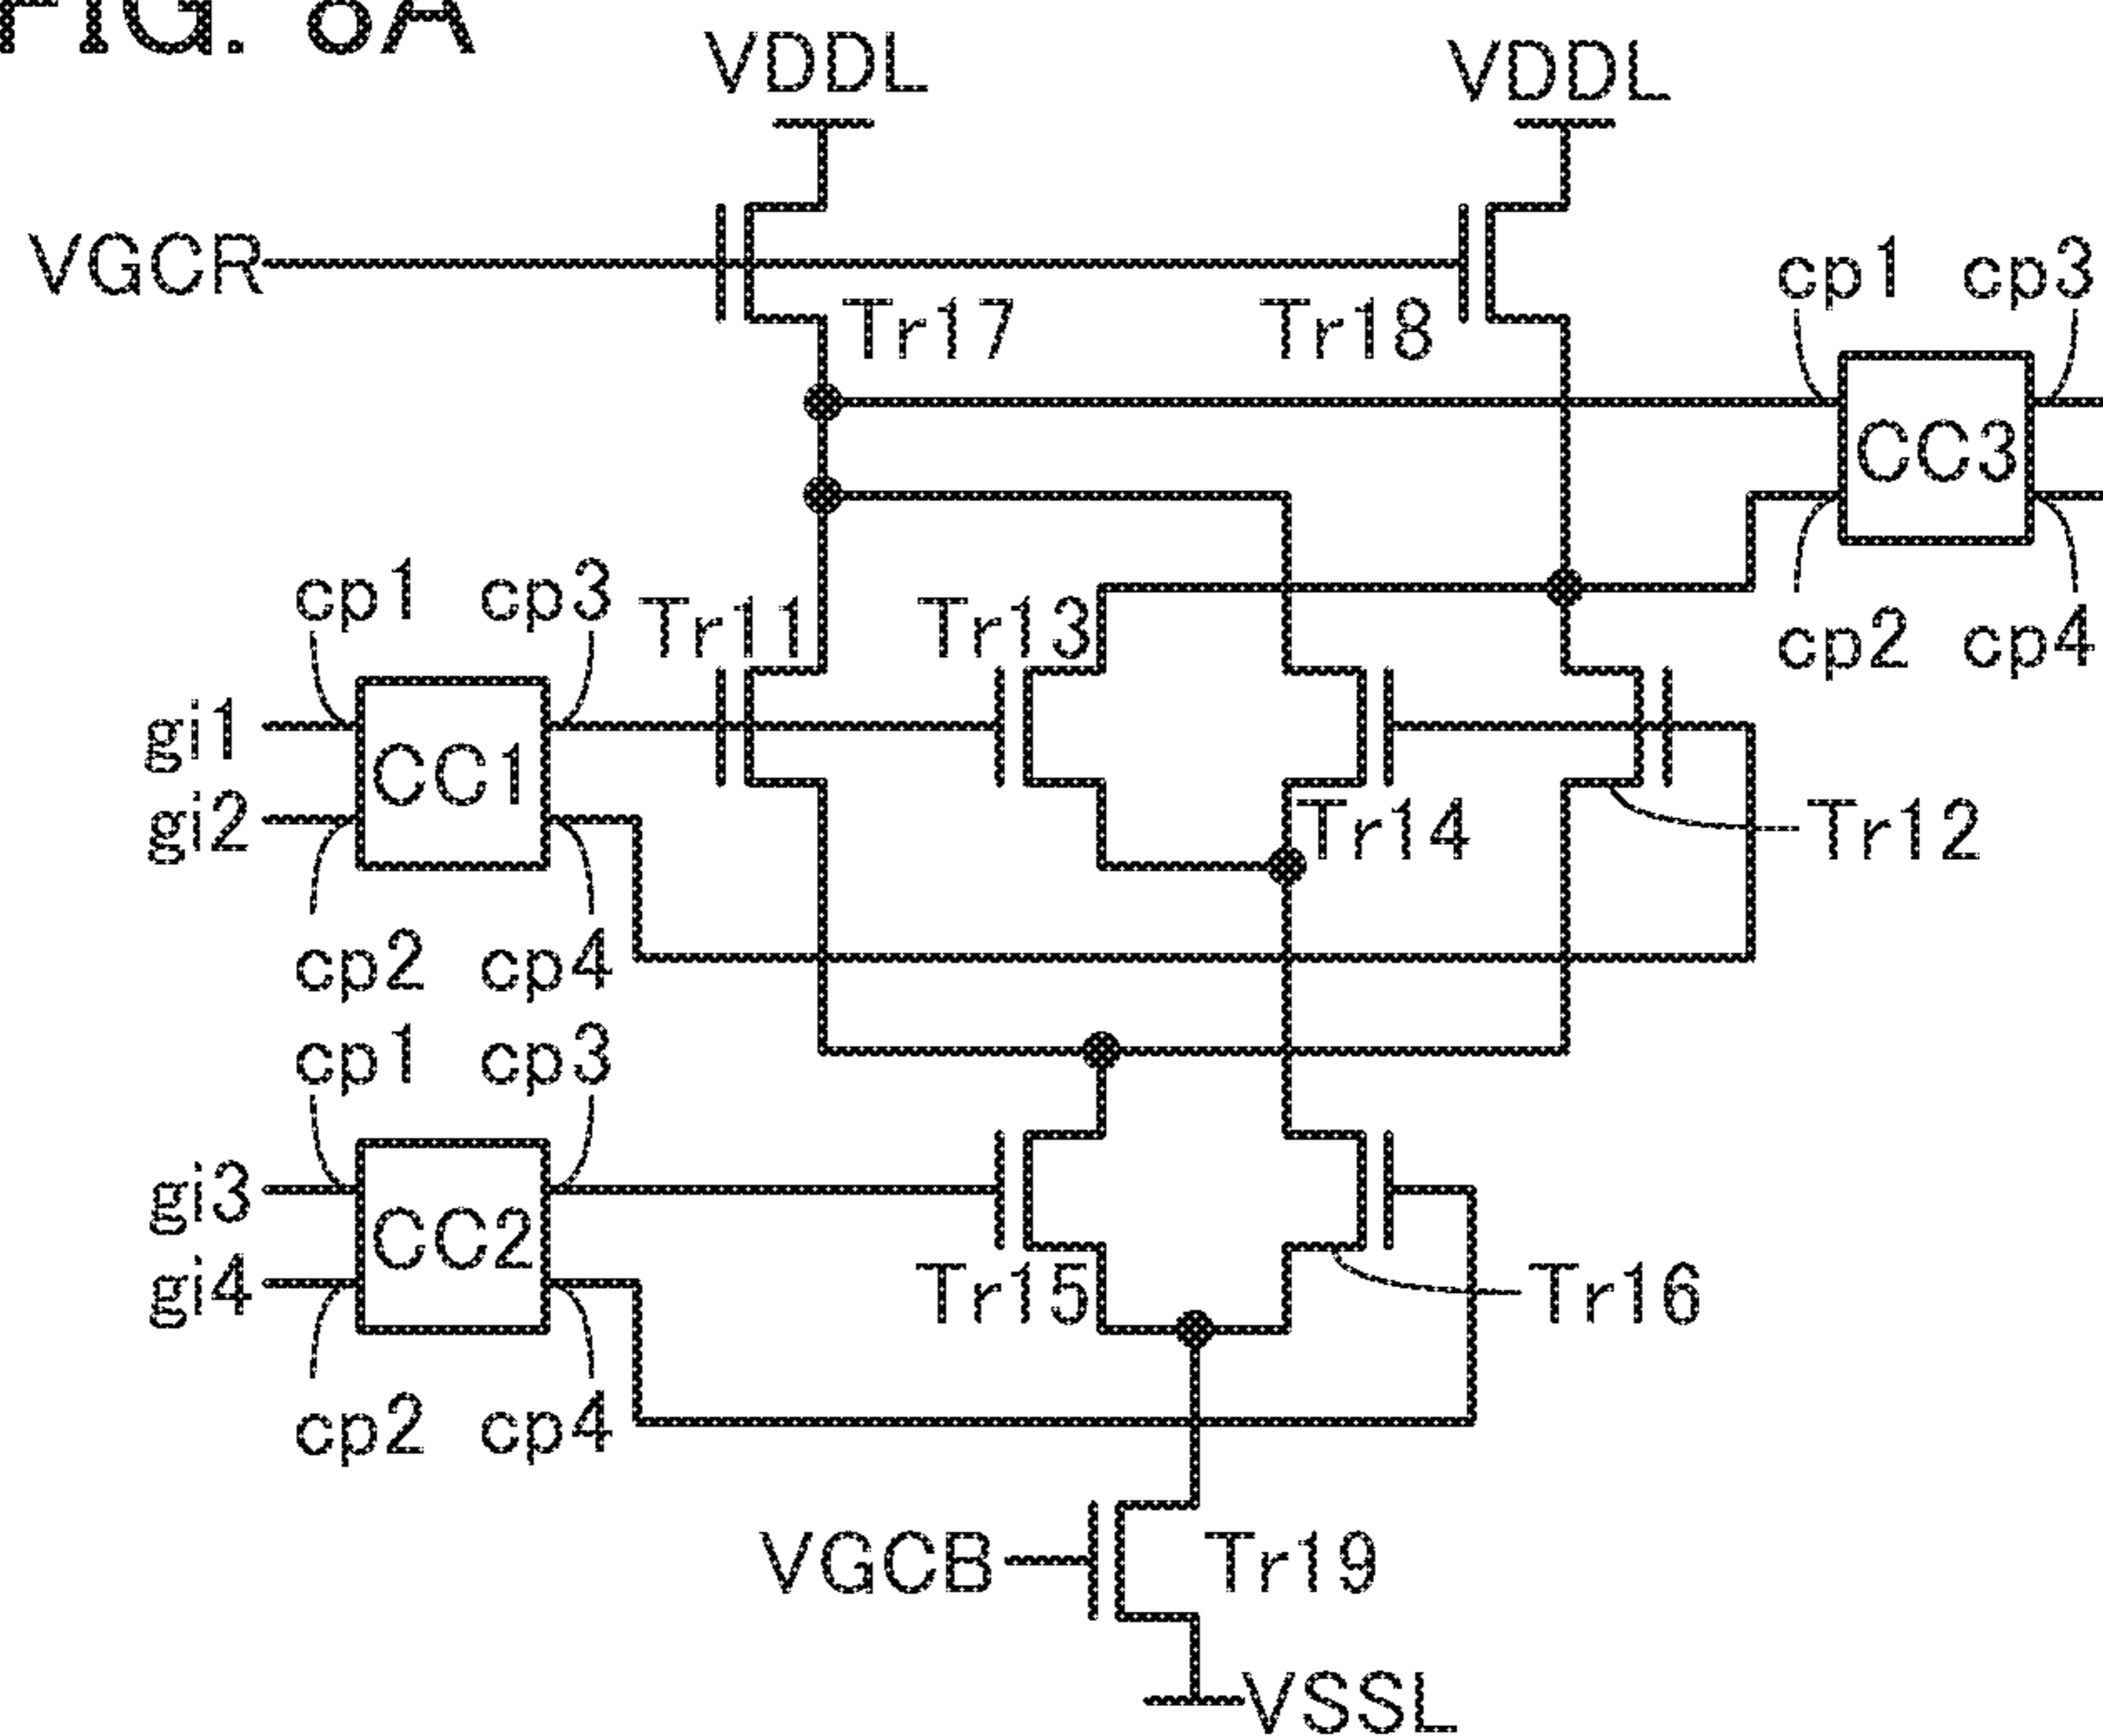 FIG. 8A
VDDL VDDL
VGCR
Tr17 Tr18
cp1 cp3
CC3
cp2 cp4
cp1 cp3 Tr11 Tr13
gi1
CC1
gi2
Tr14 Tr12
cp2 cp4
cp1 cp3
gi3
CC2
gi4
Tr15 Tr16
cp2 cp4
VGCB Tr19
VSSL